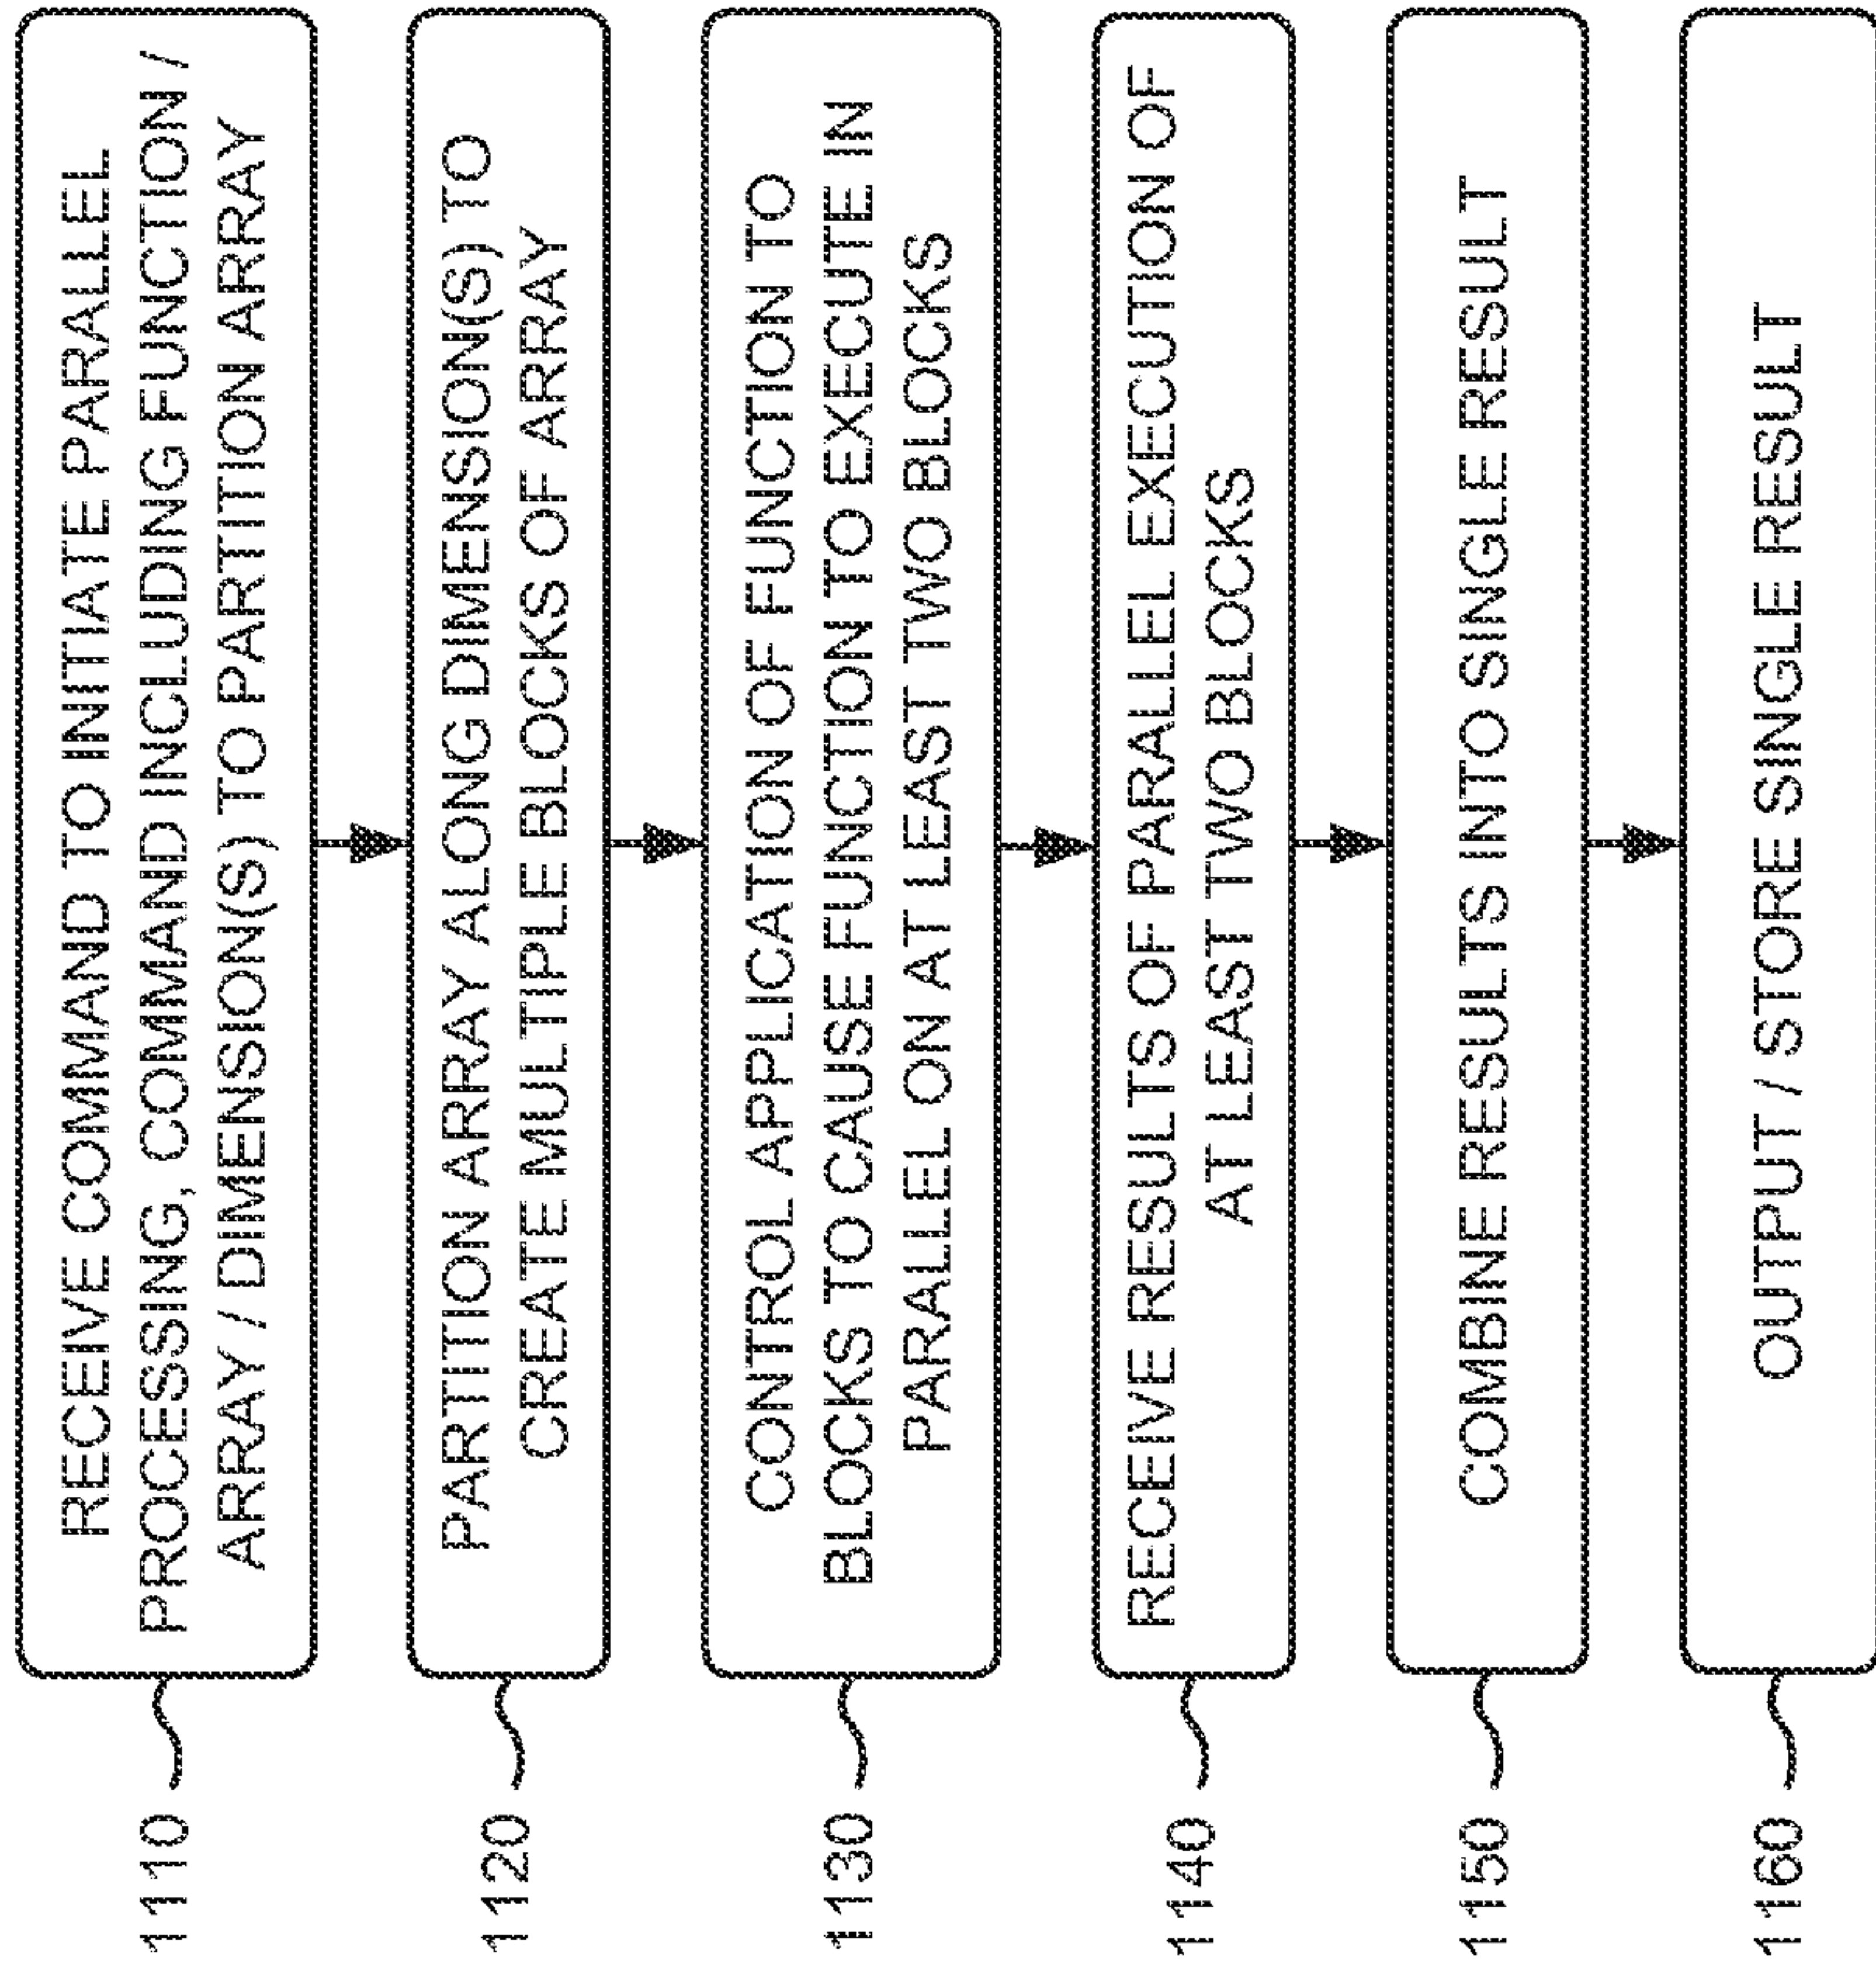 1110
RECEIVE COMMAND TO INITIATE PARALLEL
PROCESSING, COMMAND INCLUDING FUNCTION /
ARRAY / DIMENSION(S) TO PARTITION ARRAY
1120
PARTITION ARRAY ALONG DIMENSION(S) TO
CREATE MULTIPLE BLOCKS OF ARRAY
1130
CONTROL APPLICATION OF FUNCTION TO
BLOCKS TO CAUSE FUNCTION TO EXECUTE IN
PARALLEL ON AT LEAST TWO BLOCKS
1140
RECEIVE RESULTS OF PARALLEL EXECUTION OF
AT LEAST TWO BLOCKS
1150
COMBINE RESULTS INTO SINGLE RESULT
1160
OUTPUT / STORE SINGLE RESULT